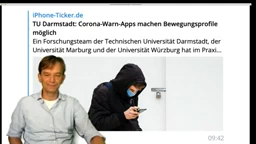 iPhone-Ticker.de
TU Darmstadt: Corona-Warn-Apps machen Bewegungsprofile
möglich
Ein Forschungsteam der Technischen Universität Darmstadt, der
Universität Marburg und der Universität Würzburg hat im Praxi...
09:42